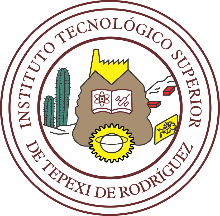 INSTITUTO TECNOLÓGICO SUPERIOR
DE TEPEXI DE RODRÍGUEZ